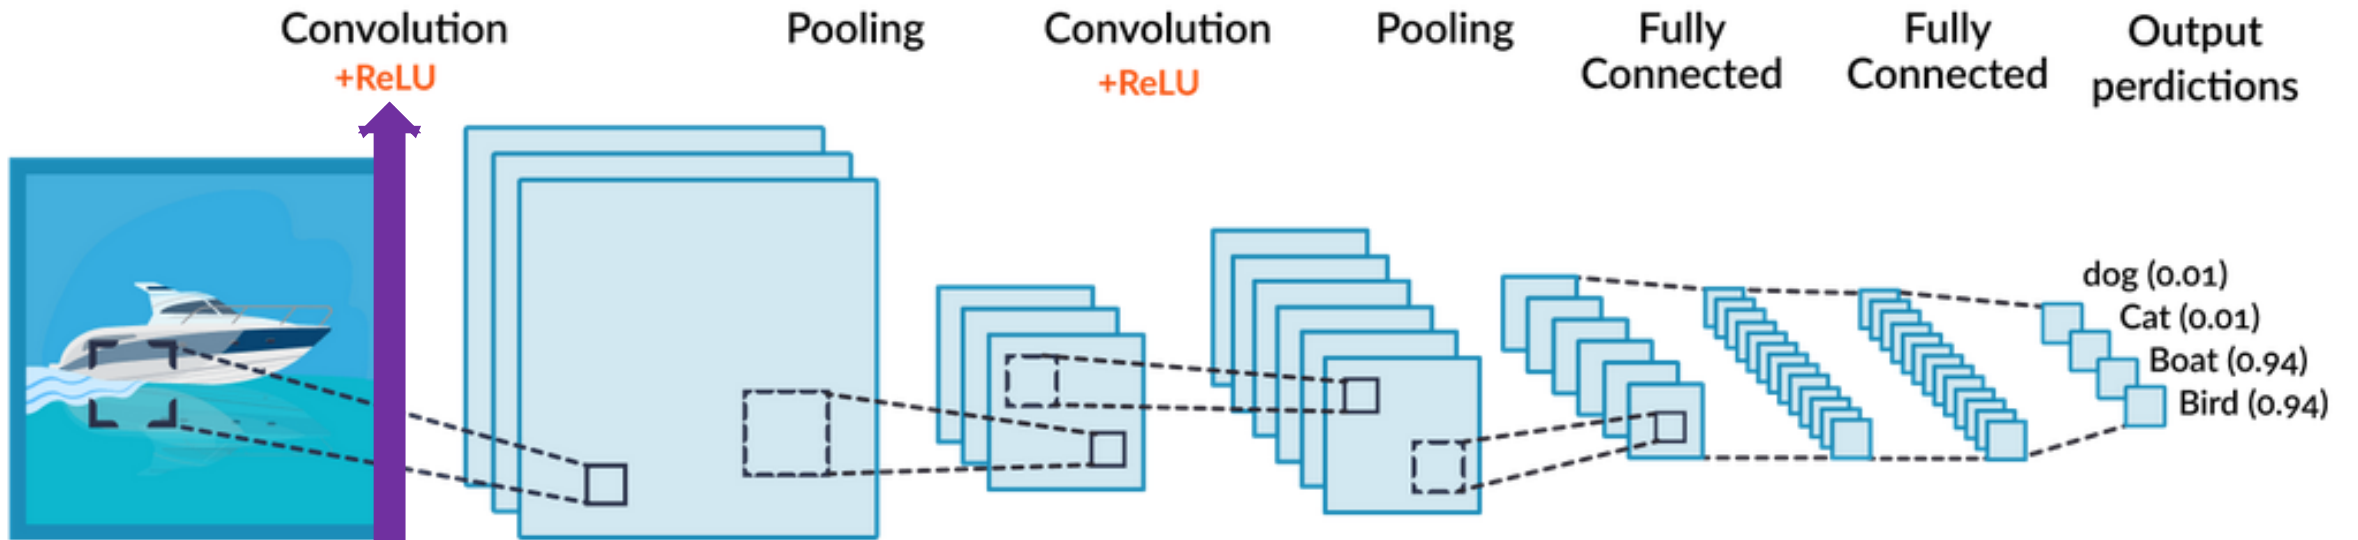 Convolution
+ReLU
Pooling
Convolution
+ReLU
Pooling
Fully
Connected
Fully
Connected
Output
perdictions
dog (0.01)
Cat (0.01)
Boat (0.94)
Bird (0.94)